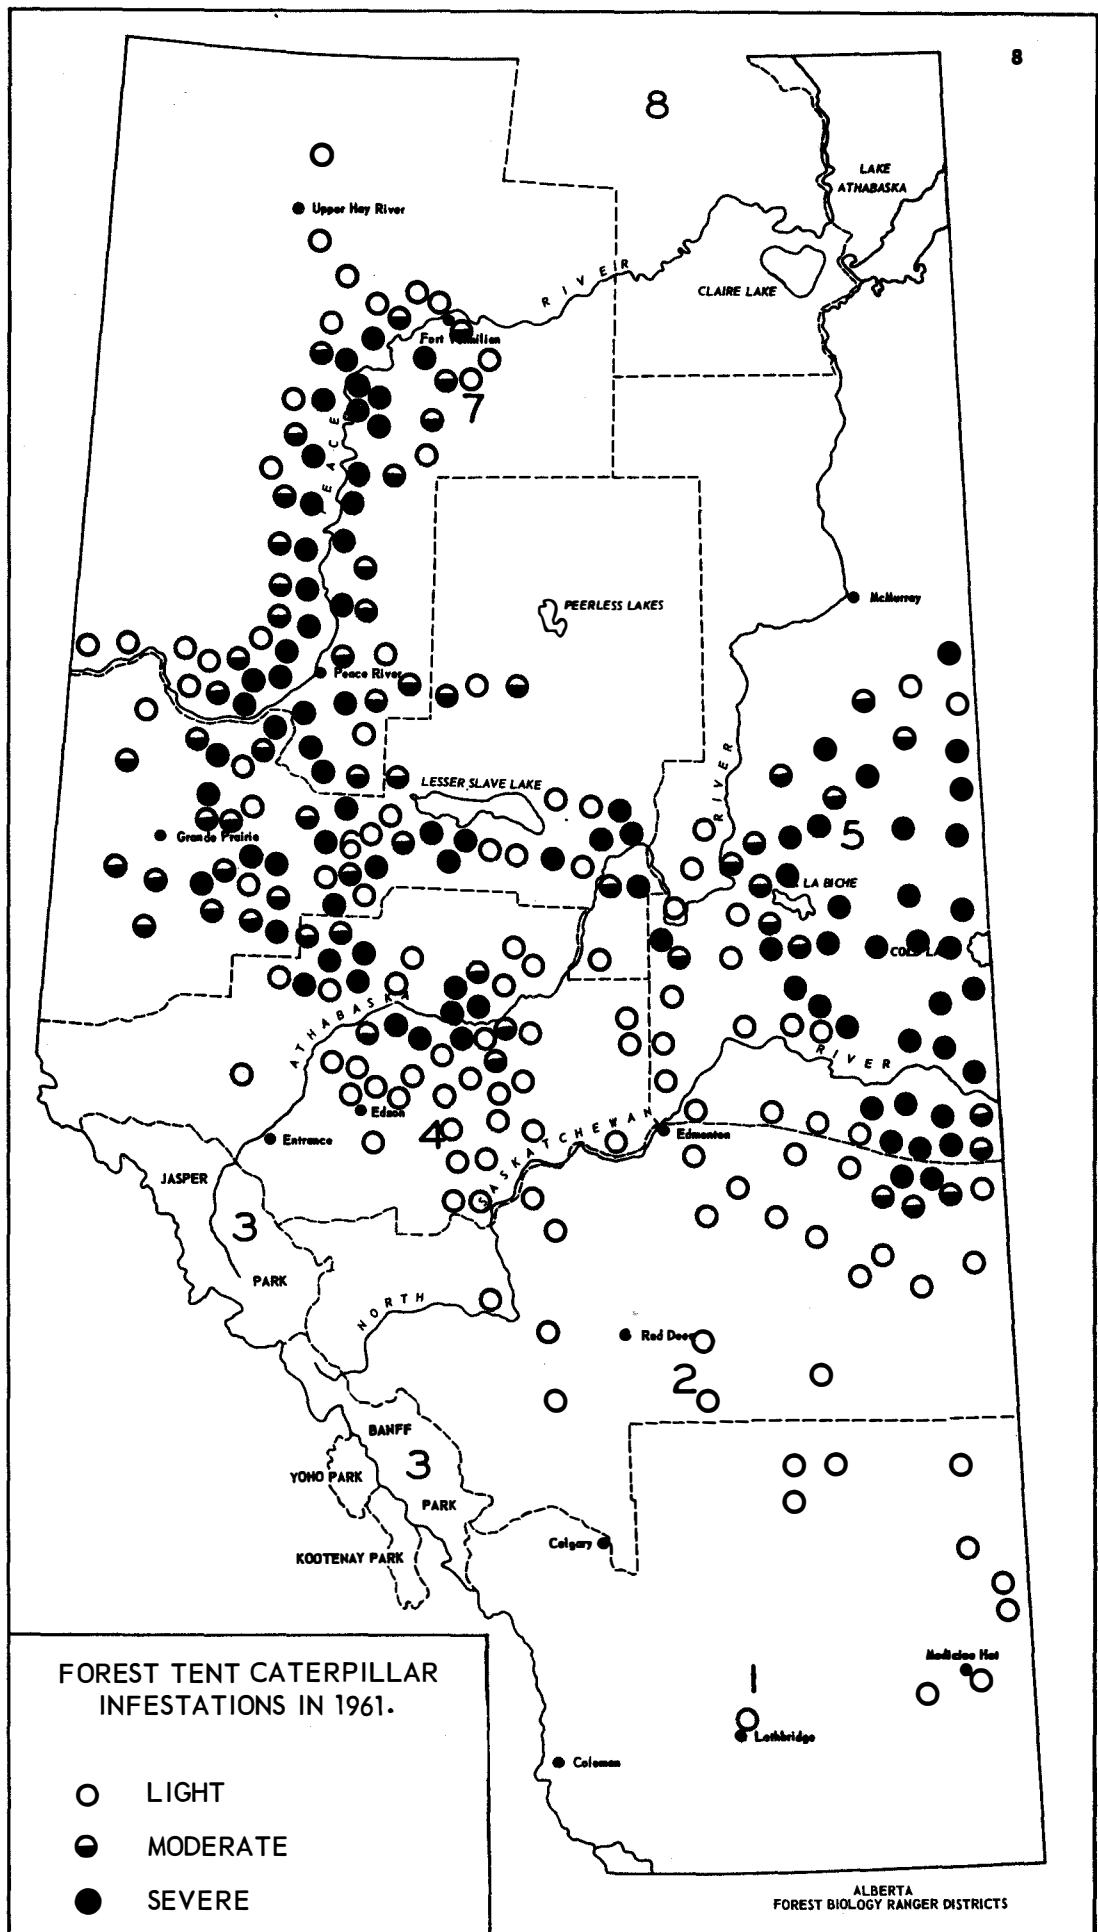 8
8
LAKE
ATHABASKA
Upper Hay River
RIVER
CLAIRE LAKE
Fort Vermilion
7
PEACE
PEERLESS LAKES
McMurray
Peace River
LESSER SLAVE LAKE
RIVER
Grande Prairie
5
LA BICHE
ATHABASKA
RIVER
Edson
4
Entrance
SASKATCHEWAN
Edmonton
JASPER
3
PARK
NORTH
Red Deer
2
BANFF
3
YOHO PARK
PARK
Calgary
KOOTENAY PARK
Medicine Hat
1
Lethbridge
Coleman
FOREST TENT CATERPILLAR
INFESTATIONS IN 1961.
LIGHT
MODERATE
SEVERE
ALBERTA
FOREST BIOLOGY RANGER DISTRICTS